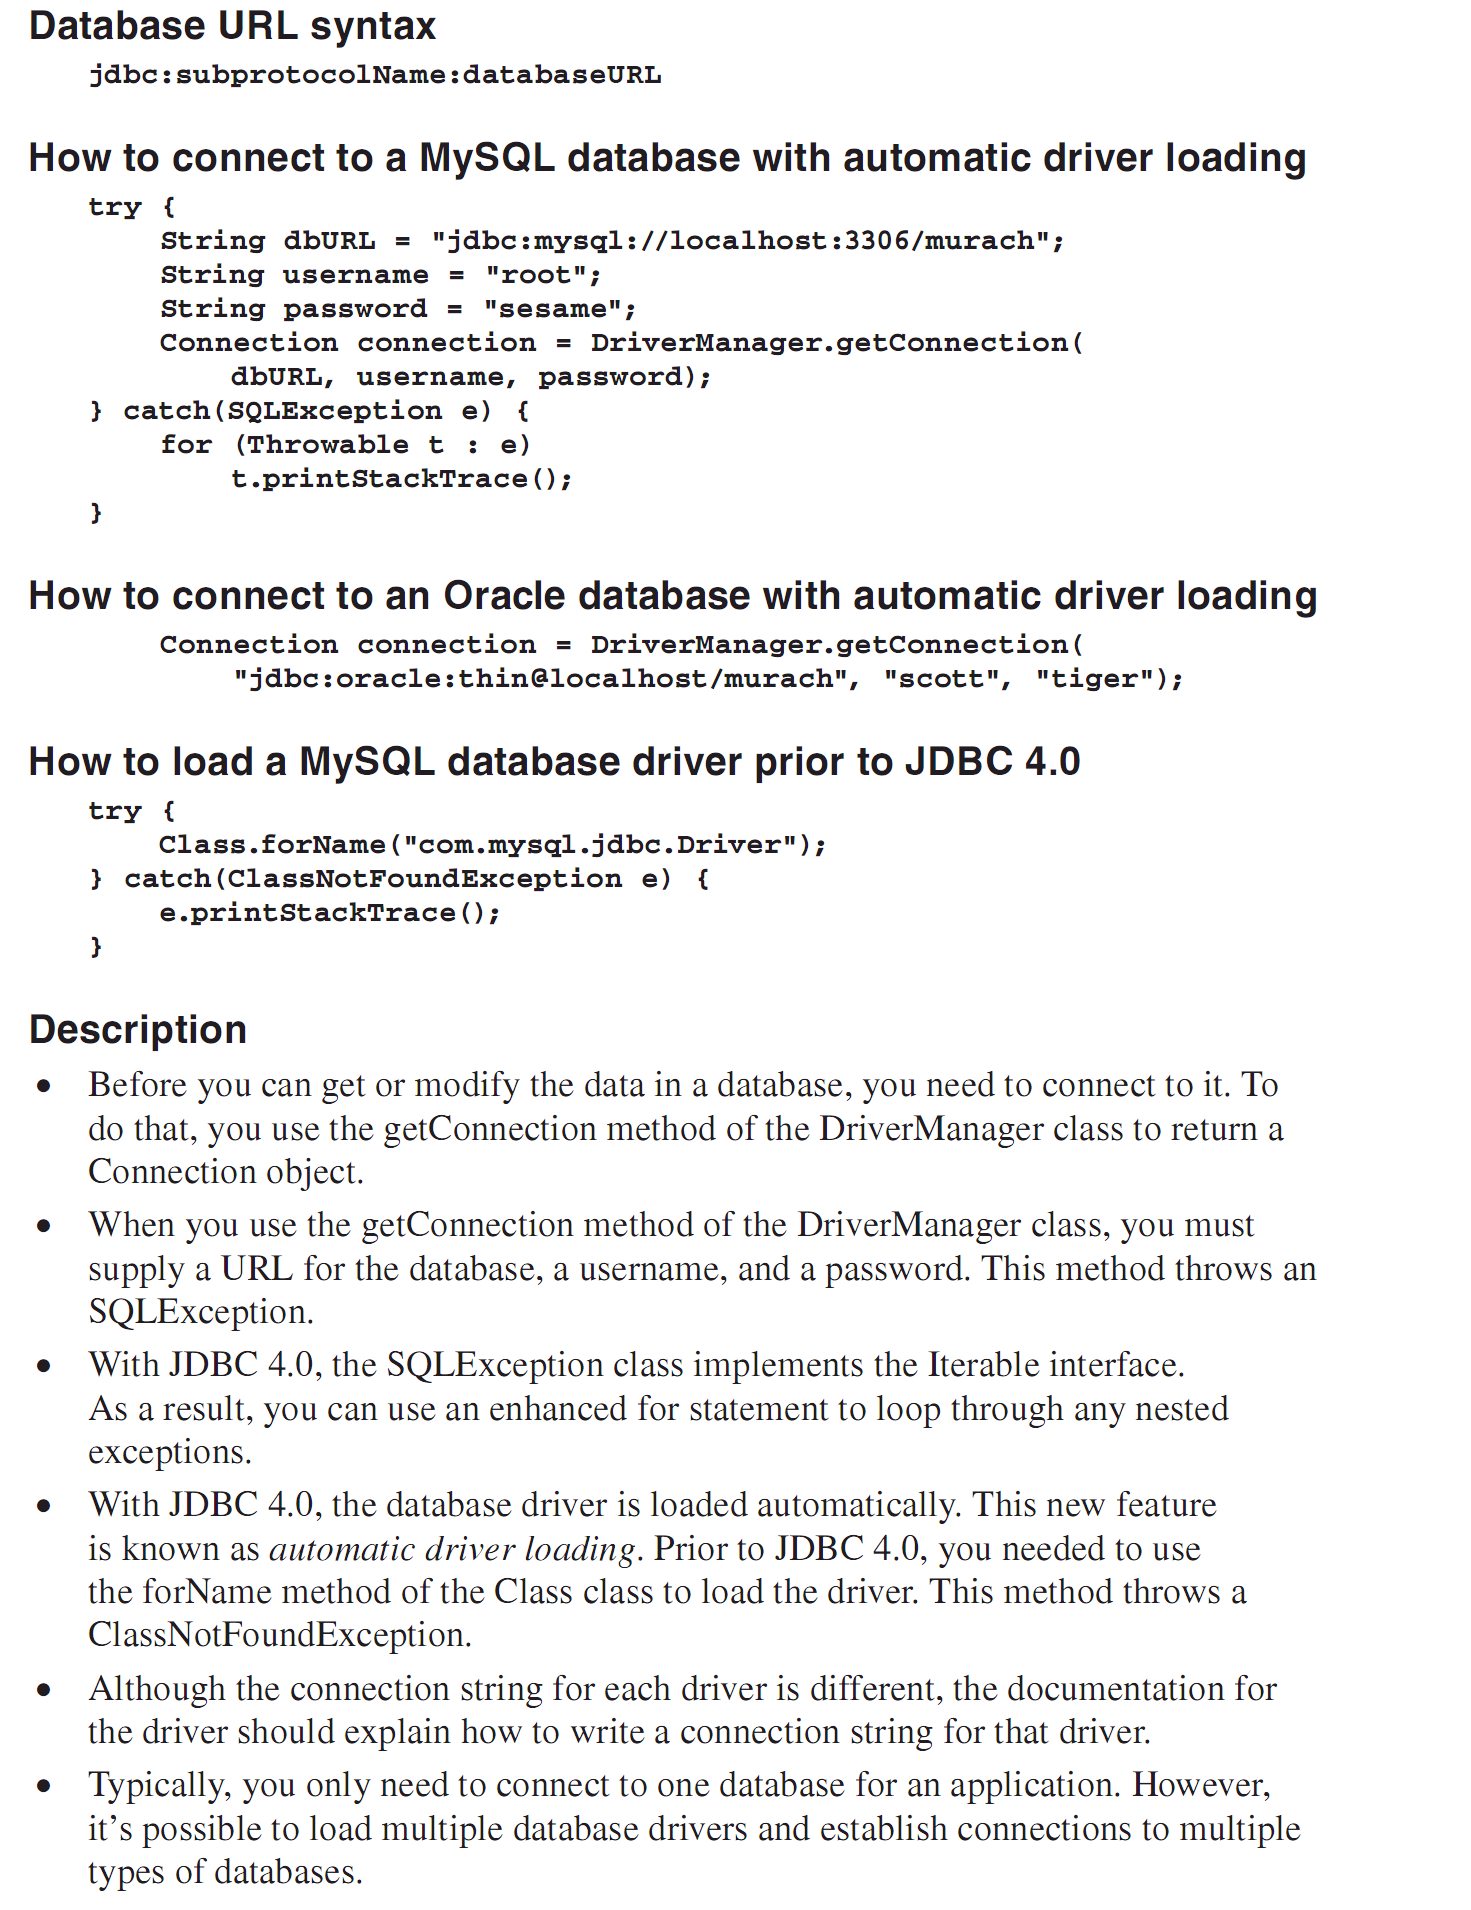 Database URL syntax
jdbc:subprotocolName:databaseURL
How to connect to a MySQL database with automatic driver loading
try {
    String dbURL = "jdbc:mysql://localhost:3306/murach";
    String username = "root";
    String password = "sesame";
    Connection connection = DriverManager.getConnection(
        dbURL, username, password);
} catch(SQLException e) {
    for (Throwable t : e)
        t.printStackTrace();
}
How to connect to an Oracle database with automatic driver loading
    Connection connection = DriverManager.getConnection(
        "jdbc:oracle:thin@localhost/murach", "scott", "tiger");
How to load a MySQL database driver prior to JDBC 4.0
try {
    Class.forName("com.mysql.jdbc.Driver");
} catch(ClassNotFoundException e) {
    e.printStackTrace();
}
Description
• Before you can get or modify the data in a database, you need to connect to it. To
do that, you use the getConnection method of the DriverManager class to return a
Connection object.
• When you use the getConnection method of the DriverManager class, you must
supply a URL for the database, a username, and a password. This method throws an
SQLException.
• With JDBC 4.0, the SQLException class implements the Iterable interface.
As a result, you can use an enhanced for statement to loop through any nested
exceptions.
• With JDBC 4.0, the database driver is loaded automatically. This new feature
is known as automatic driver loading. Prior to JDBC 4.0, you needed to use
the forName method of the Class class to load the driver. This method throws a
ClassNotFoundException.
• Although the connection string for each driver is different, the documentation for
the driver should explain how to write a connection string for that driver.
• Typically, you only need to connect to one database for an application. However,
it’s possible to load multiple database drivers and establish connections to multiple
types of databases.